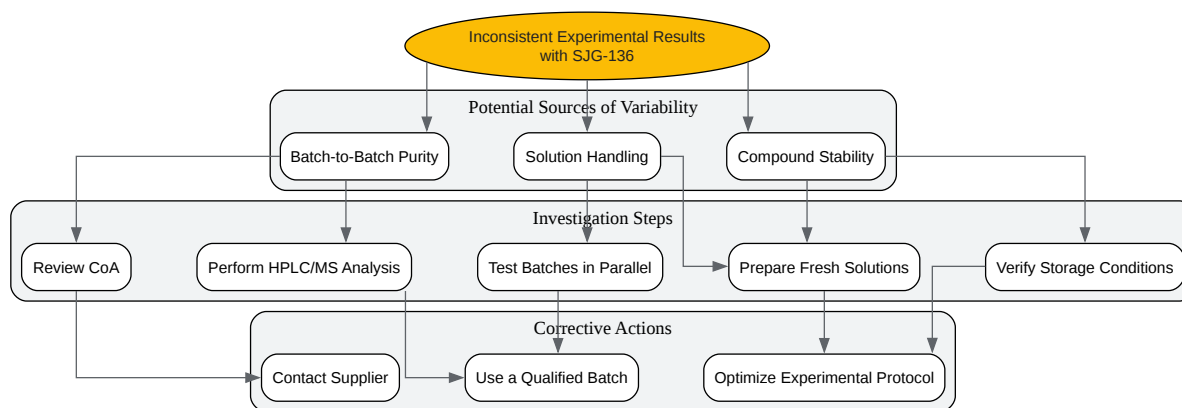 Inconsistent Experimental Results
with SJG-136
Potential Sources of Variability
Batch-to-Batch Purity
Solution Handling
Compound Stability
Investigation Steps
Review CoA
Perform HPLC/MS Analysis
Test Batches in Parallel
Prepare Fresh Solutions
Verify Storage Conditions
Corrective Actions
Contact Supplier
Use a Qualified Batch
Optimize Experimental Protocol